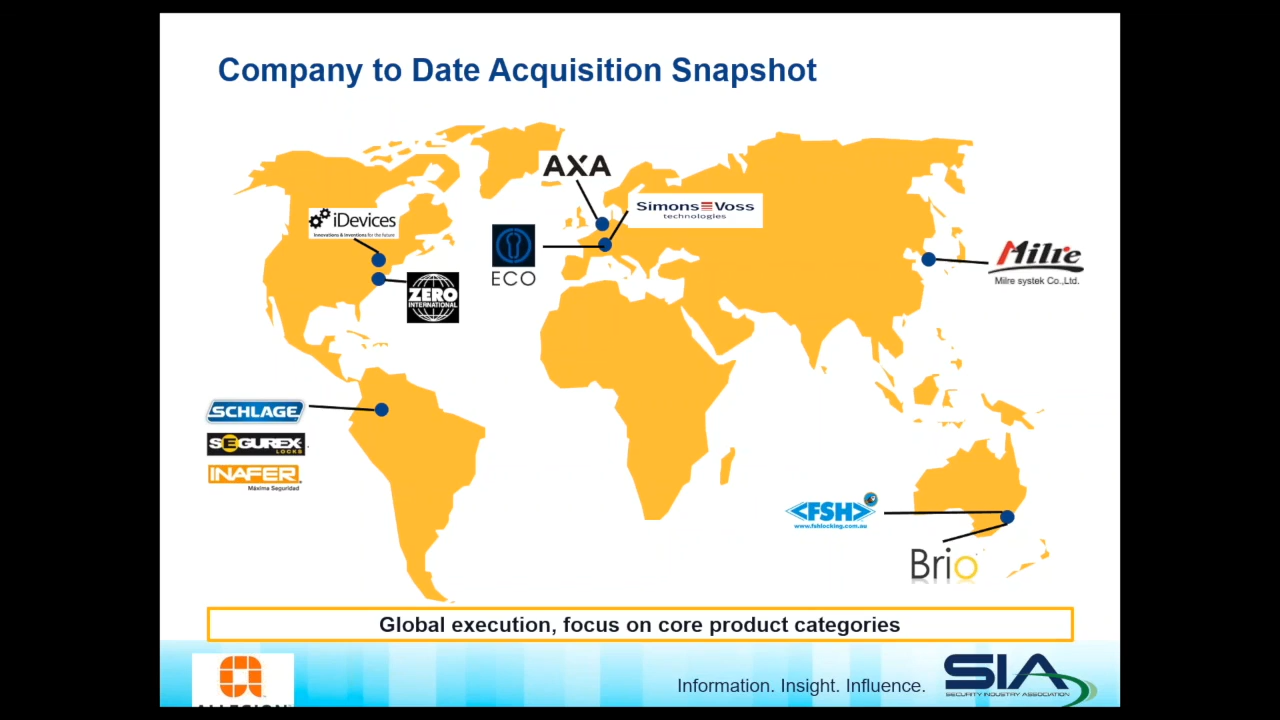 Company to Date Acquisition Snapshot
AXA
iDevices
Innovations & Inventions for the future
Simons Voss
technologies
ECO
ZERO
INTERNATIONAL
Milre
Milre systek Co.,Ltd.
SCHLAGE
SEGUREX
LOCKS
INAFER
Máxima Seguridad
<FSH>
www.fshlocking.com.au
Brio
Global execution, focus on core product categories
ALLEGION
Information. Insight. Influence.
SIA
SECURITY INDUSTRY ASSOCIATION